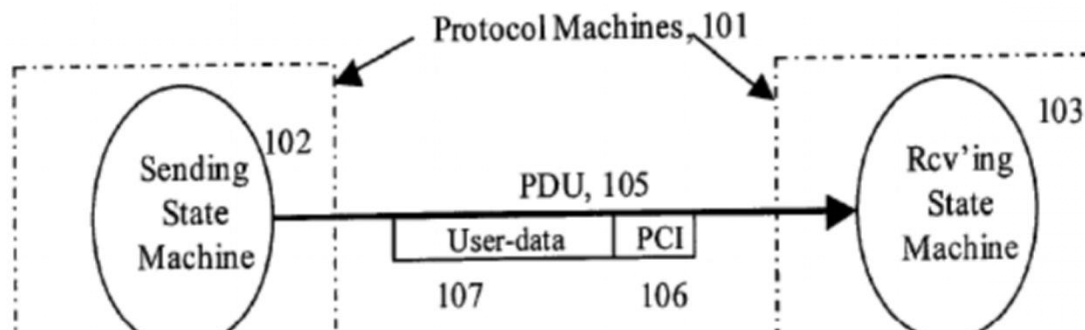 Protocol Machines, 101
102
103
Sending
State
Machine
PDU, 105
User-data
PCI
107
106
Rcv'ing
State
Machine